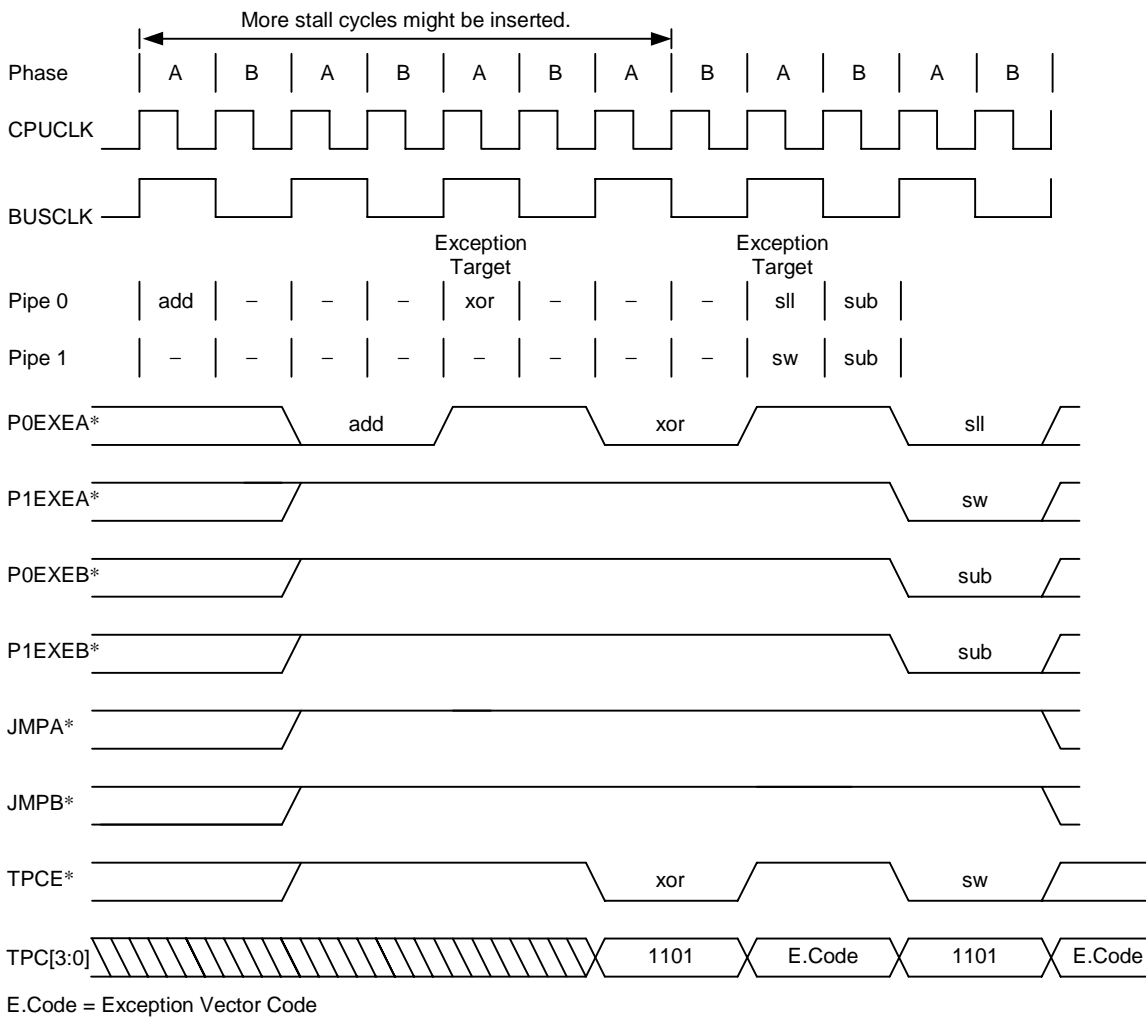 More stall cycles might be inserted.
Phase A B A B A B A B A B A B
CPUCLK
BUSCLK
Exception Target Exception Target
Pipe 0 add – – – xor – – – sll sub
Pipe 1 – – – – – – – – sw sub
P0EXEA* add xor sll
P1EXEA* sw
P0EXEB* sub
P1EXEB* sub
JMPA*
JMPB*
TPCE* xor sw
TPC[3:0] 1101 E.Code 1101 E.Code
E.Code = Exception Vector Code